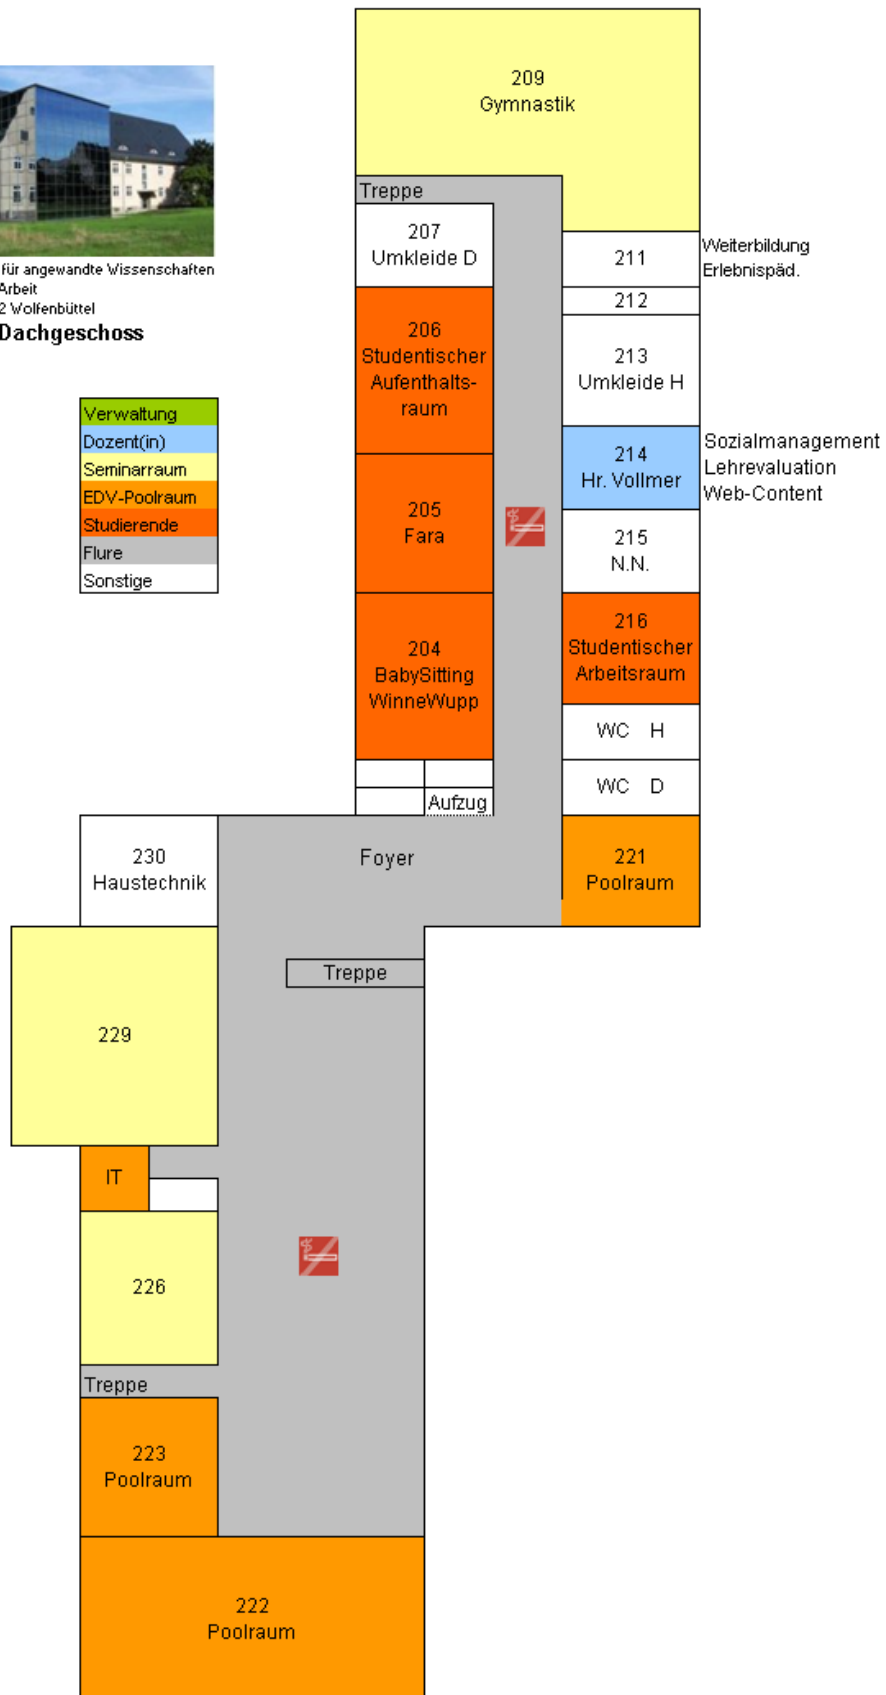 209
Gymnastik
Treppe
207
Umkleide D
211
Weiterbildung
Erlebnispäd.
212
für angewandte Wissenschaften
Arbeit
2 Wolfenbüttel
Dachgeschoss
206
Studentischer
Aufenthalts-
raum
213
Umkleide H
Verwaltung
Dozent(in)
Seminarraum
EDV-Poolraum
Studierende
Flure
Sonstige
214
Hr. Vollmer
Sozialmanagement
Lehrevaluation
Web-Content
205
Fara
215
N.N.
204
BabySitting
WinneWupp
216
Studentischer
Arbeitsraum
WC H
WC D
Aufzug
230
Haustechnik
Foyer
221
Poolraum
Treppe
229
IT
226
Treppe
223
Poolraum
222
Poolraum